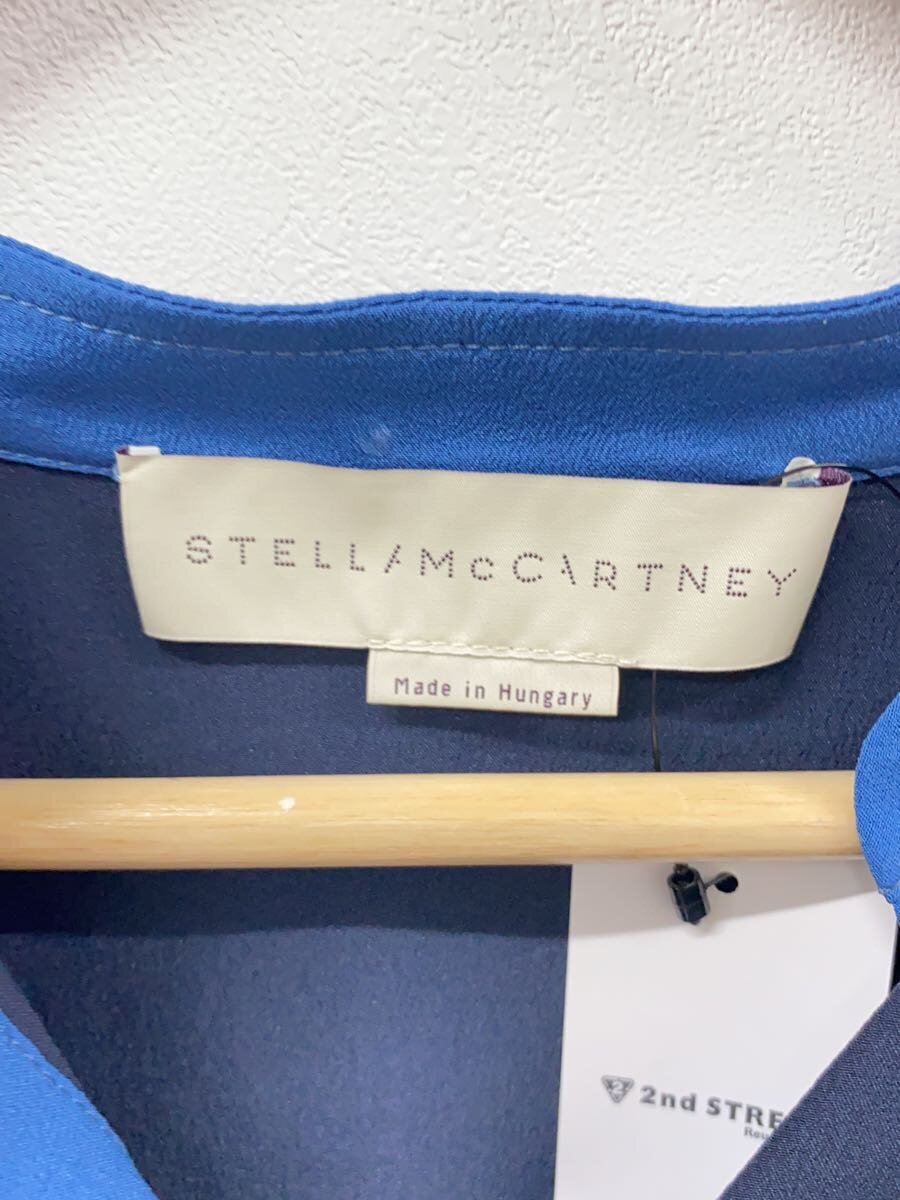 STELLA McCARTNEY
Made in Hungary
2nd STRE